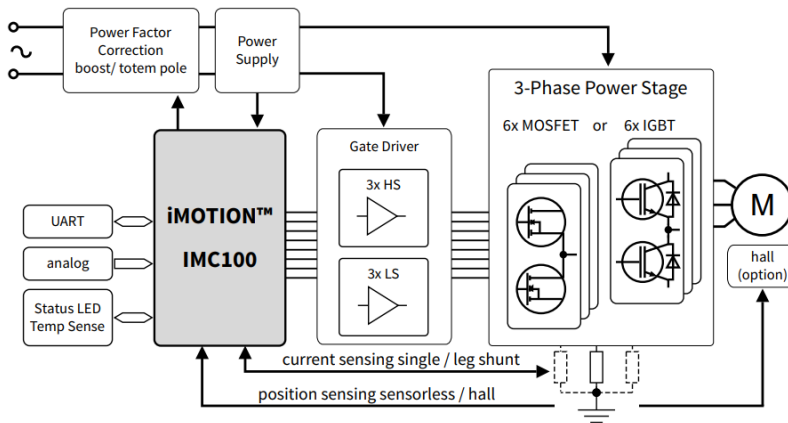 Power Factor
Correction
boost/ totem pole
Power
Supply
3-Phase Power Stage
6x MOSFET or 6x IGBT
Gate Driver
3x HS
3x LS
iMOTION™
IMC100
UART
analog
Status LED
Temp Sense
M
hall
(option)
current sensing single / leg shunt
position sensing sensorless / hall